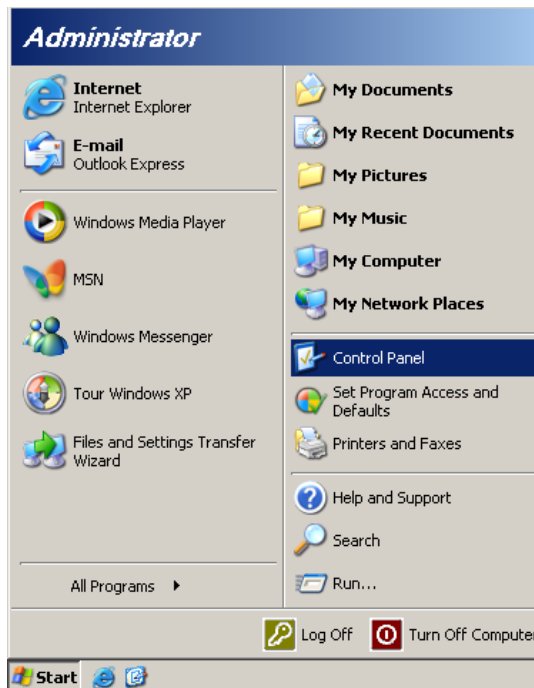 Administrator
Internet
Internet Explorer
E-mail
Outlook Express
Windows Media Player
MSN
Windows Messenger
Tour Windows XP
Files and Settings Transfer
Wizard
All Programs
My Documents
My Recent Documents
My Pictures
My Music
My Computer
My Network Places
Control Panel
Set Program Access and
Defaults
Printers and Faxes
Help and Support
Search
Run...
Log Off
Turn Off Computer
Start